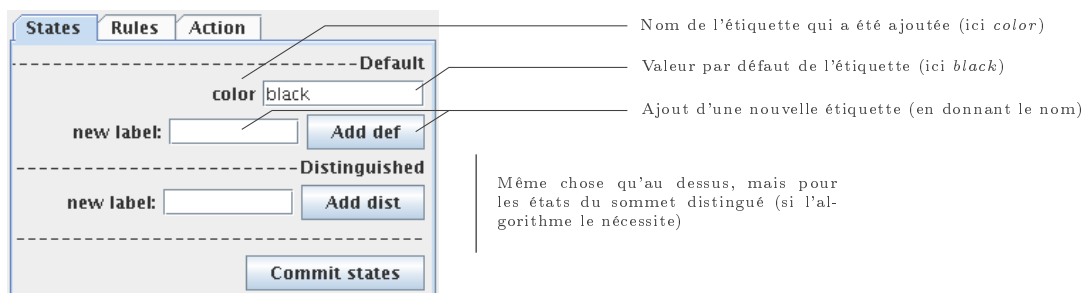 States Rules Action
Default
color black
new label: Add def
Distinguished
new label: Add dist
Commit states
Nom de l'étiquette qui a été ajoutée (ici color)
Valeur par défaut de l'étiquette (ici black)
Ajout d'une nouvelle étiquette (en donnant le nom)
Même chose qu'au dessus, mais pour
les états du sommet distingué (si l'al-
gorithme le nécessite)